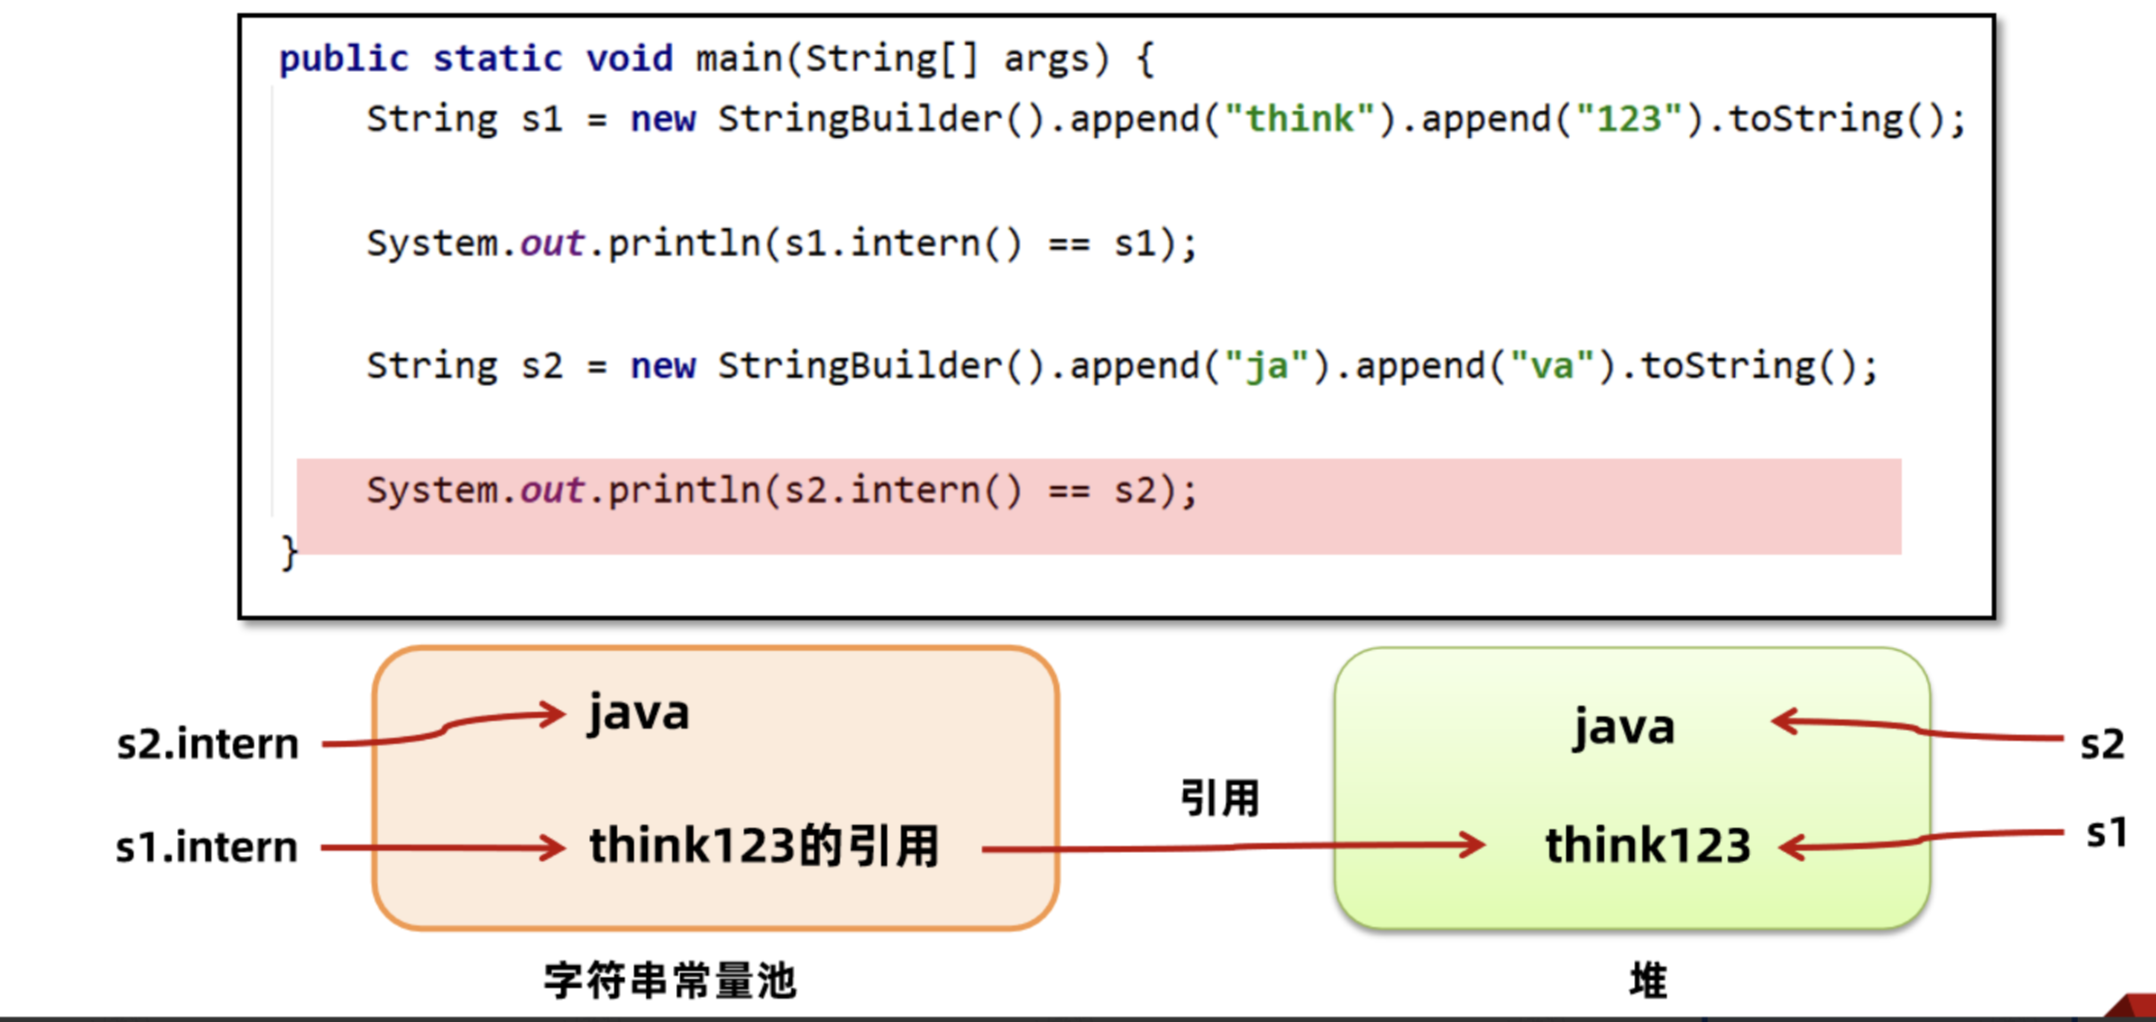 public static void main(String[] args) {
String s1 = new StringBuilder().append("think").append("123").toString();
System.out.println(s1.intern() == s1);
String s2 = new StringBuilder().append("ja").append("va").toString();
System.out.println(s2.intern() == s2);
}
s2.intern
java
java
s2
s1.intern
think123的引用
引用
think123
s1
字符串常量池
堆